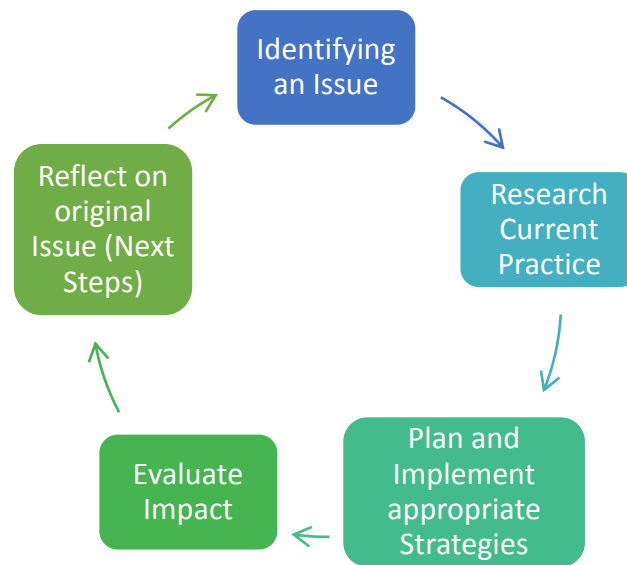 Identifying
an Issue
Research
Current
Practice
Plan and
Implement
appropriate
Strategies
Evaluate
Impact
Reflect on
original
Issue (Next
Steps)